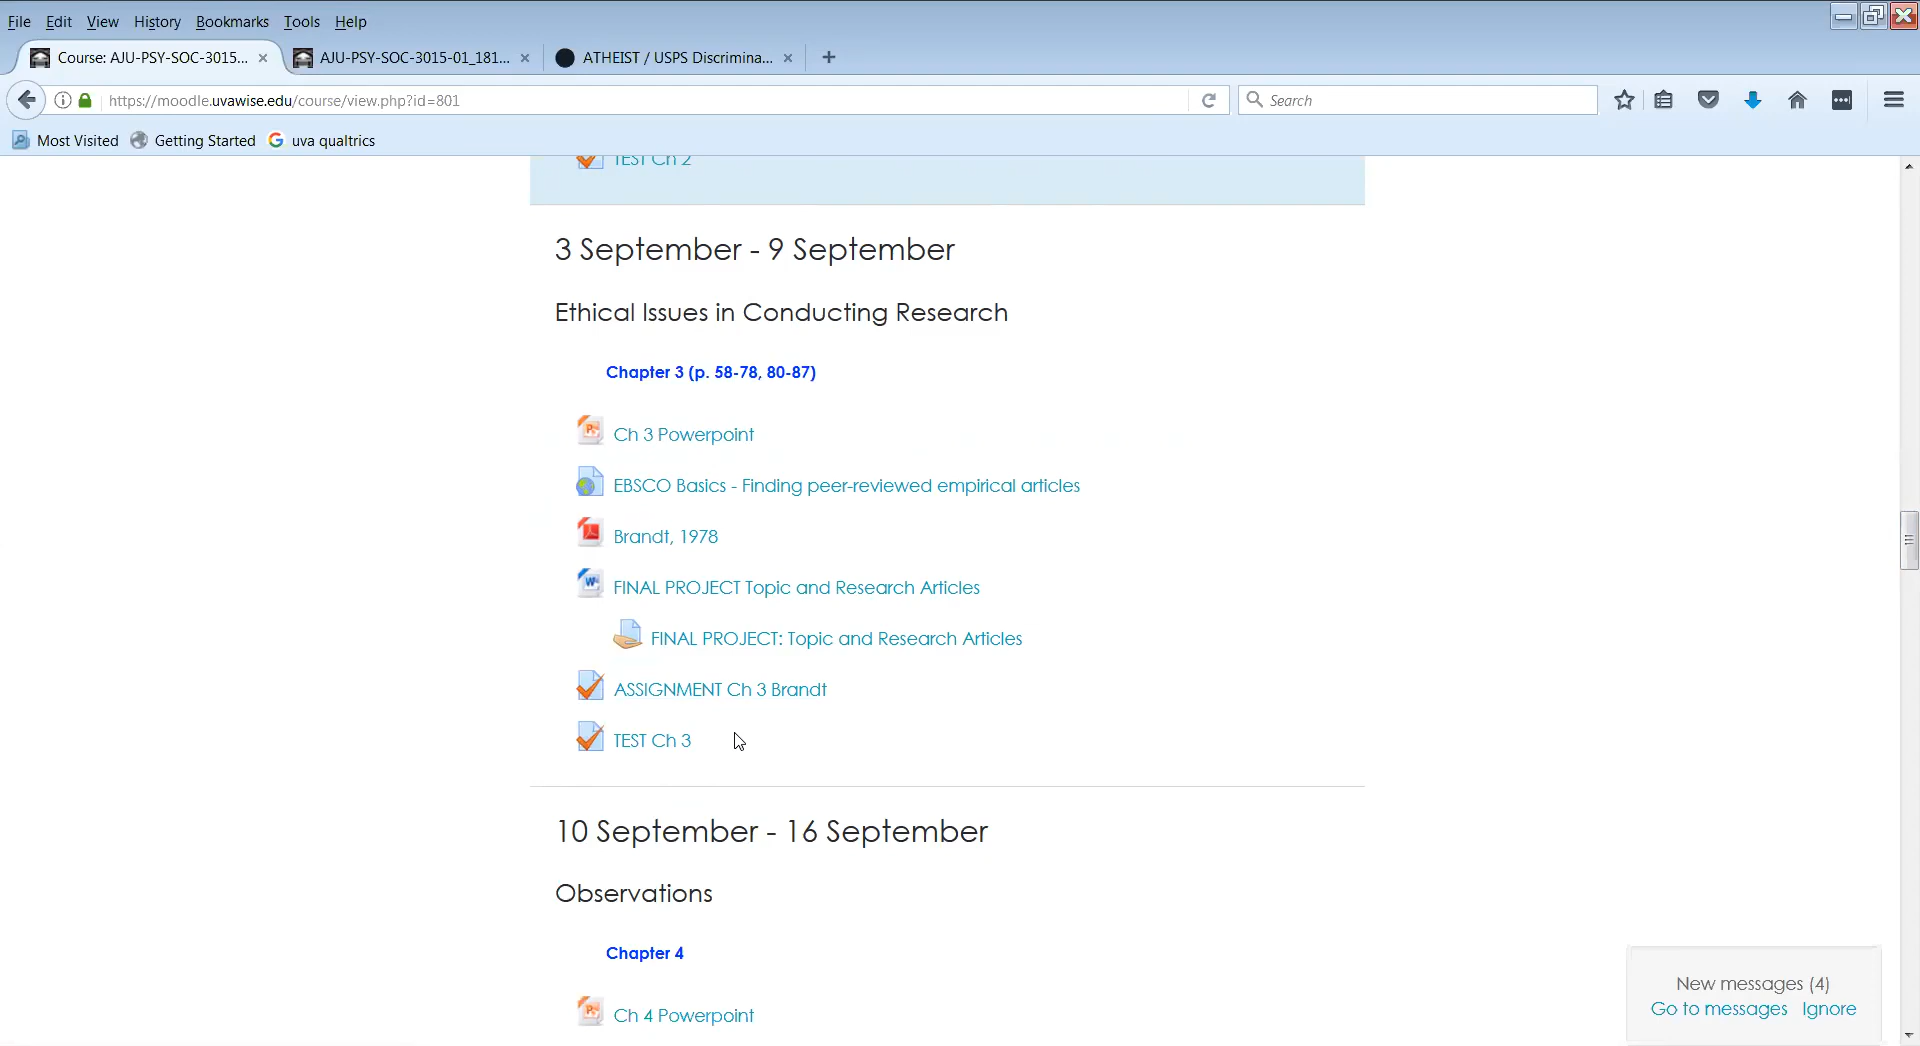 File Edit View History Bookmarks Tools Help
Course: AJU-PSY-SOC-3015... AJU-PSY-SOC-3015-01_181... ATHEIST / USPS Discrimina...
https://moodle.uvawise.edu/course/view.php?id=801 Search
Most Visited Getting Started uva qualtrics
TEST Ch 2
3 September - 9 September
Ethical Issues in Conducting Research
Chapter 3 (p. 58-78, 80-87)
Ch 3 Powerpoint
EBSCO Basics - Finding peer-reviewed empirical articles
Brandt, 1978
FINAL PROJECT Topic and Research Articles
FINAL PROJECT: Topic and Research Articles
ASSIGNMENT Ch 3 Brandt
TEST Ch 3
10 September - 16 September
Observations
Chapter 4
Ch 4 Powerpoint
New messages (4)
Go to messages Ignore